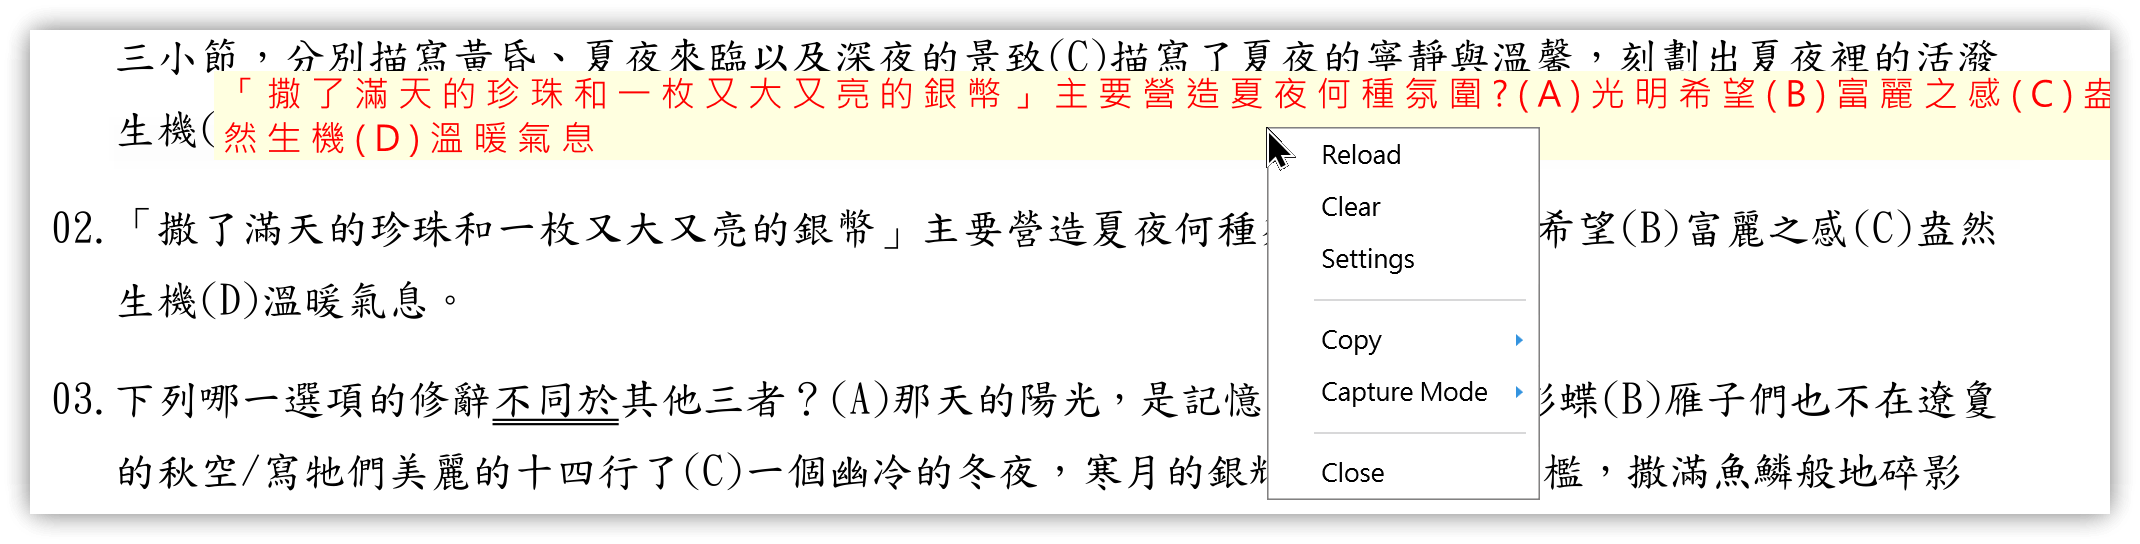 三小節，分別描寫黃昏、夏夜來臨以及深夜的景致(C)描寫了夏夜的寧靜與溫馨，刻劃出夏夜裡的活潑
「撒了滿天的珍珠和一枚又大又亮的銀幣」主要營造夏夜何種氛圍?(A)光明希望(B)富麗之感(C)盎
生機(
然生機(D)溫暖氣息
Reload
Clear
Settings
Copy
Capture Mode
Close
02.「撒了滿天的珍珠和一枚又大又亮的銀幣」主要營造夏夜何種
希望(B)富麗之感(C)盎然
生機(D)溫暖氣息。
03.下列哪一選項的修辭不同於其他三者？(A)那天的陽光，是記憶
蝶(B)雁子們也不在遼敻
的秋空/寫牠們美麗的十四行了(C)一個幽冷的冬夜，寒月的銀
檻，撒滿魚鱗般地碎影